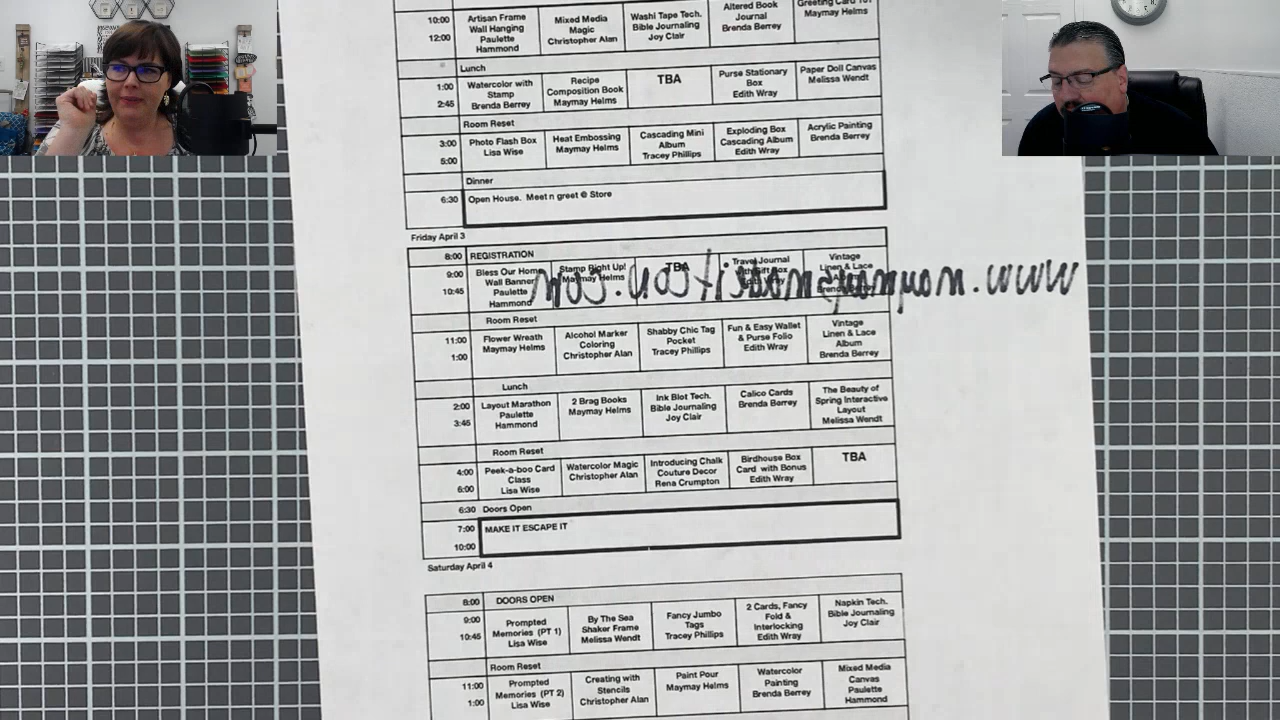 10:00
12:00
Artisan Frame
Wall Hanging
Paulette
Hammond
Mixed Media
Magic
Christopher Alan
Washi Tape Tech.
Bible Journaling
Joy Clair
Altered Book
Journal
Brenda Berrey
Greeting Card 101
Maymay Helms
Lunch
1:00
2:45
Watercolor with
Stamp
Brenda Berrey
Recipe
Composition Book
Maymay Helms
TBA
Purse Stationary
Box
Edith Wray
Paper Doll Canvas
Melissa Wendt
Room Reset
3:00
5:00
Photo Flash Box
Lisa Wise
Heat Embossing
Maymay Helms
Cascading Mini
Album
Tracey Phillips
Exploding Box
Cascading Album
Edith Wray
Acrylic Painting
Brenda Berrey
Dinner
6:30 Open House. Meet n greet @ Store
Friday April 3
8:00 REGISTRATION
9:00
10:45
Bless Our Home
Wall Banner
Paulette
Hammond
Stamp Right Up!
Maymay Helms
TBA
Travel Journal
Vintage
Linen & Lace
Room Reset
11:00
1:00
Flower Wreath
Maymay Helms
Alcohol Marker
Coloring
Christopher Alan
Shabby Chic Tag
Pocket
Tracey Phillips
Fun & Easy Wallet
& Purse Folio
Edith Wray
Vintage
Linen & Lace
Album
Brenda Berrey
Lunch
2:00
3:45
Layout Marathon
Paulette
Hammond
2 Brag Books
Maymay Helms
Ink Blot Tech.
Bible Journaling
Joy Clair
Calico Cards
Brenda Berrey
The Beauty of
Spring Interactive
Layout
Melissa Wendt
Room Reset
4:00
6:00
Peek-a-boo Card
Class
Lisa Wise
Watercolor Magic
Christopher Alan
Introducing Chalk
Couture Decor
Rena Crumpton
Birdhouse Box
Card with Bonus
Edith Wray
TBA
6:30 Doors Open
7:00
10:00
MAKE IT ESCAPE IT
Saturday April 4
8:00 DOORS OPEN
9:00
10:45
Prompted
Memories (PT 1)
Lisa Wise
By The Sea
Shaker Frame
Melissa Wendt
Fancy Jumbo
Tags
Tracey Phillips
2 Cards, Fancy
Fold &
Interlocking
Edith Wray
Napkin Tech.
Bible Journaling
Joy Clair
Room Reset
11:00
1:00
Prompted
Memories (PT 2)
Lisa Wise
Creating with
Stencils
Christopher Alan
Paint Pour
Maymay Helms
Watercolor
Painting
Brenda Berrey
Mixed Media
Canvas
Paulette
Hammond